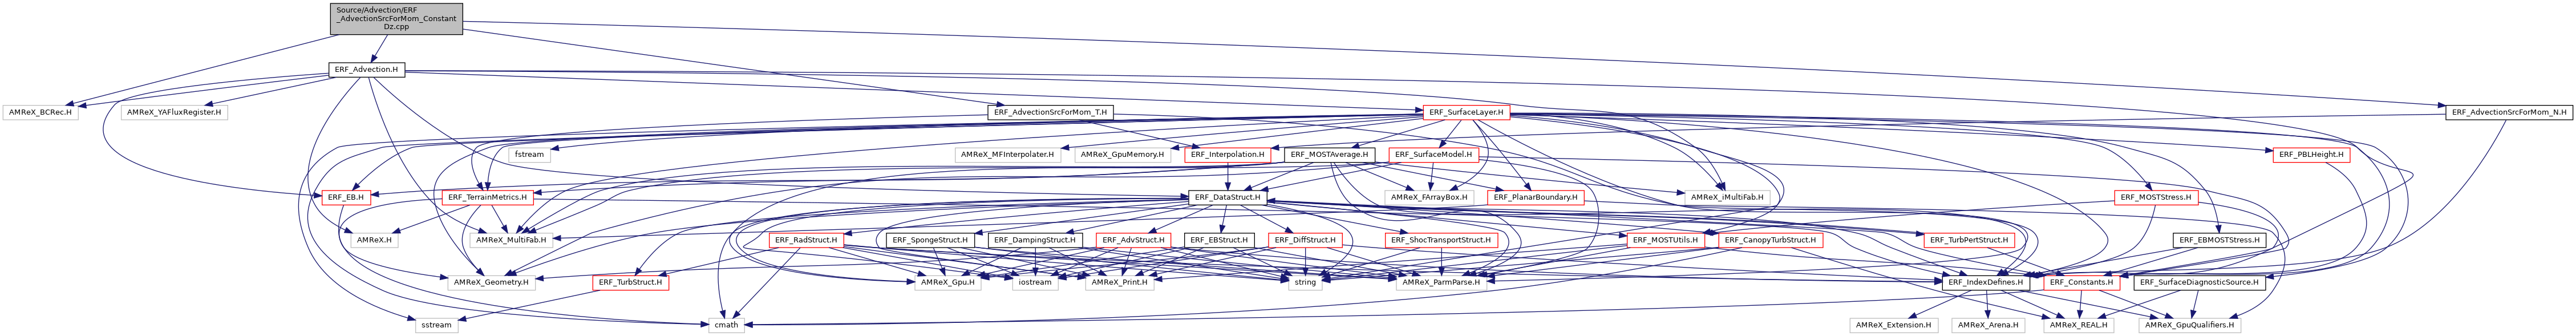 Source/Advection/ERF
_AdvectionSrcForMom_Constant
Dz.cpp
ERF_Advection.H
AMReX_BCRec.H
AMReX_YAFluxRegister.H
ERF_AdvectionSrcForMom_T.H
ERF_SurfaceLayer.H
ERF_AdvectionSrcForMom_N.H
fstream
AMReX_MFInterpolater.H
AMReX_GpuMemory.H
ERF_Interpolation.H
ERF_MOSTAverage.H
ERF_SurfaceModel.H
ERF_PBLHeight.H
ERF_EB.H
ERF_TerrainMetrics.H
ERF_DataStruct.H
AMReX_FArrayBox.H
ERF_PlanarBoundary.H
AMReX_iMultiFab.H
ERF_MOSTStress.H
AMReX.H
AMReX_MultiFab.H
ERF_RadStruct.H
ERF_SpongeStruct.H
ERF_DampingStruct.H
ERF_AdvStruct.H
ERF_EBStruct.H
ERF_DiffStruct.H
ERF_ShocTransportStruct.H
ERF_MOSTUtils.H
ERF_CanopyTurbStruct.H
ERF_TurbPertStruct.H
ERF_EBMOSTStress.H
AMReX_Geometry.H
ERF_TurbStruct.H
AMReX_Gpu.H
iostream
AMReX_Print.H
string
AMReX_ParmParse.H
ERF_IndexDefines.H
ERF_Constants.H
ERF_SurfaceDiagnosticSource.H
sstream
cmath
AMReX_Extension.H
AMReX_Arena.H
AMReX_REAL.H
AMReX_GpuQualifiers.H